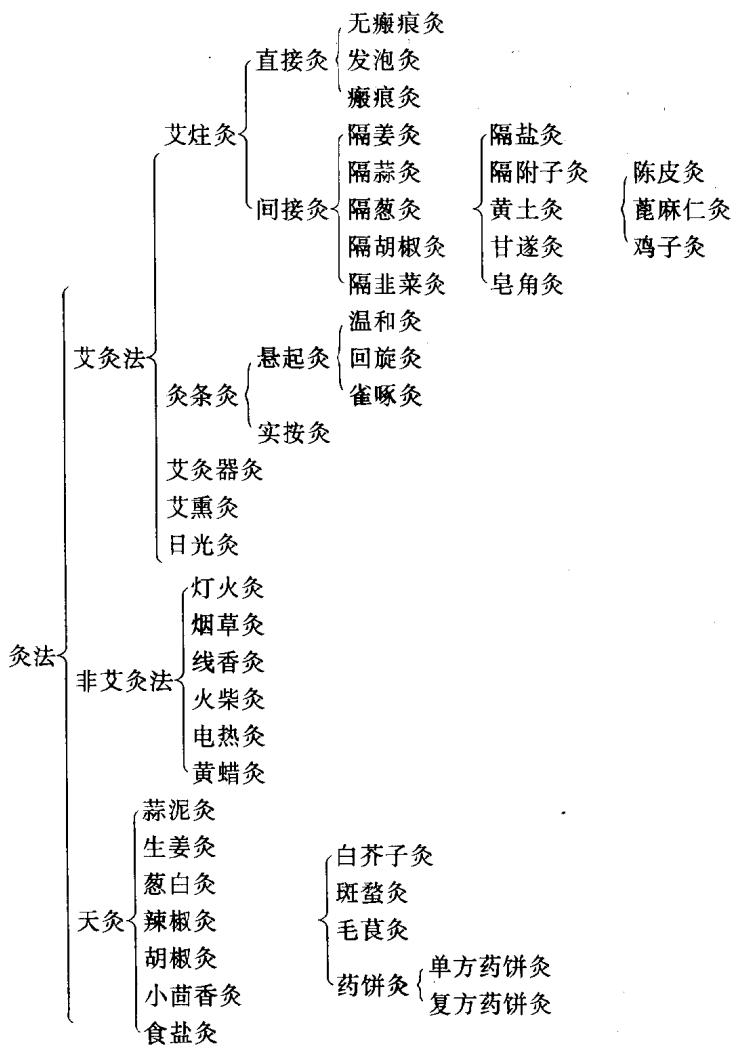 无瘢痕灸
直接灸 发泡灸
瘢痕灸
艾炷灸
隔姜灸 隔盐灸
隔蒜灸 隔附子灸 陈皮灸
间接灸 隔葱灸 黄土灸 蓖麻仁灸
隔胡椒灸 甘遂灸 鸡子灸
隔韭菜灸 皂角灸
温和灸
艾灸法 悬起灸 回旋灸
灸条灸 雀啄灸
实按灸
艾灸器灸
艾熏灸
日光灸
灯火灸
烟草灸
灸法 线香灸
非艾灸法 火柴灸
电热灸
黄蜡灸
蒜泥灸
生姜灸 白芥子灸
葱白灸 斑蝥灸
天灸 辣椒灸 毛茛灸
胡椒灸 单方药饼灸
小茴香灸 药饼灸 复方药饼灸
食盐灸